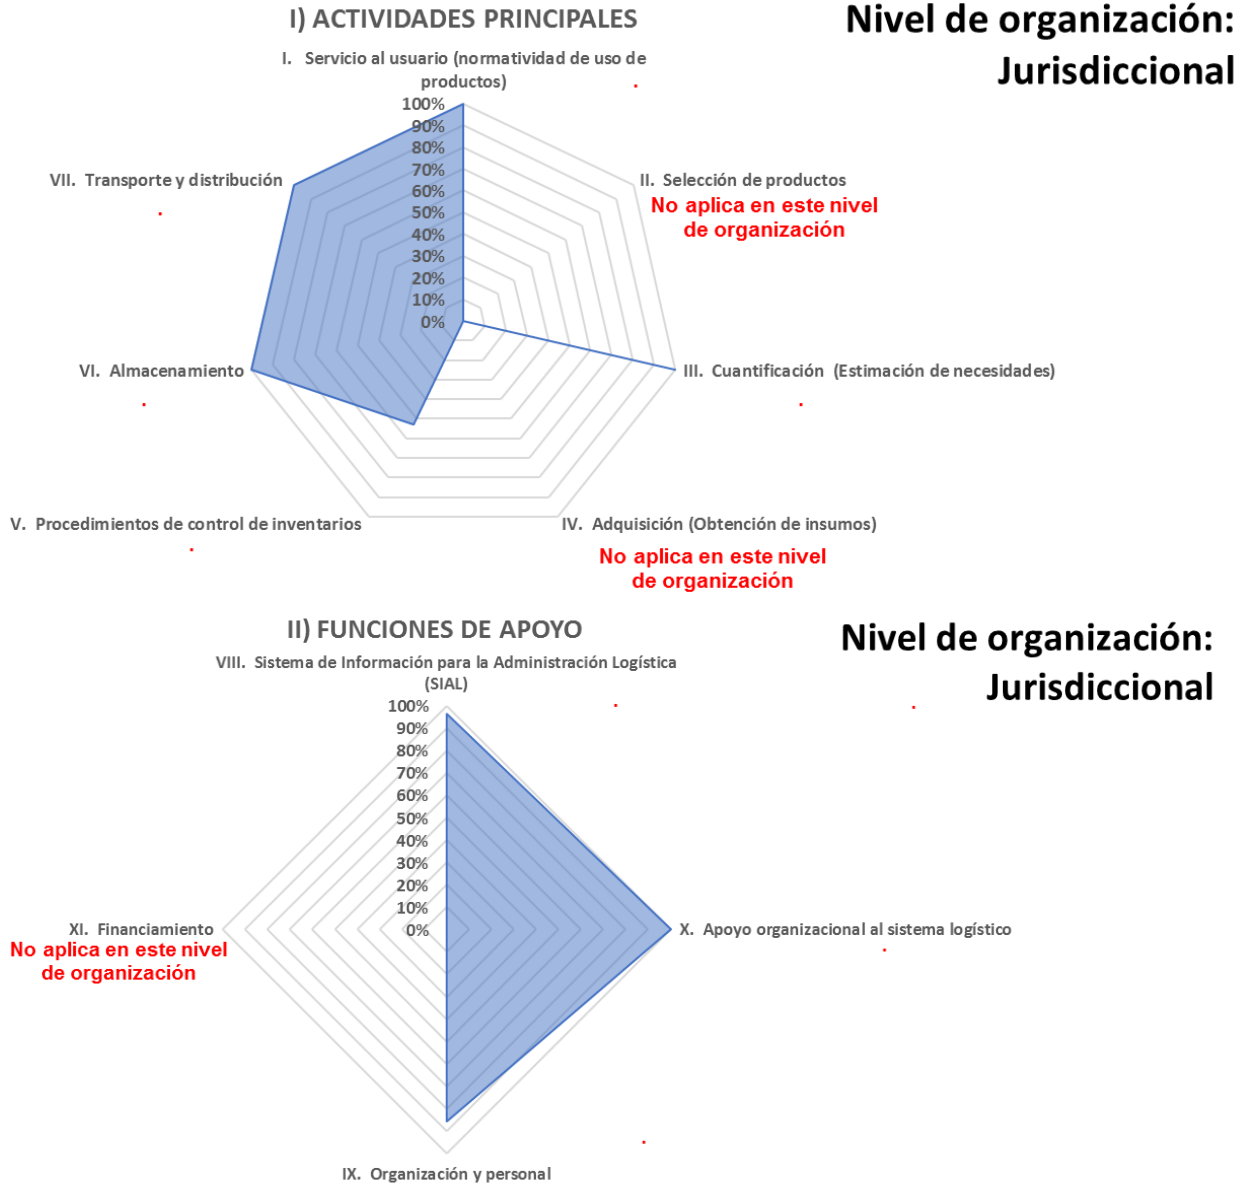 I) ACTIVIDADES PRINCIPALES
Nivel de organización:
Jurisdiccional
I. Servicio al usuario (normatividad de uso de
productos)
100%
90%
80%
70%
60%
50%
40%
30%
20%
10%
0%
VII. Transporte y distribución
II. Selección de productos
No aplica en este nivel
de organización
VI. Almacenamiento
III. Cuantificación (Estimación de necesidades)
V. Procedimientos de control de inventarios
IV. Adquisición (Obtención de insumos)
No aplica en este nivel
de organización
II) FUNCIONES DE APOYO
Nivel de organización:
Jurisdiccional
VIII. Sistema de Información para la Administración Logística
(SIAL)
100%
90%
80%
70%
60%
50%
40%
30%
20%
10%
0%
XI. Financiamiento
No aplica en este nivel
de organización
X. Apoyo organizacional al sistema logístico
IX. Organización y personal